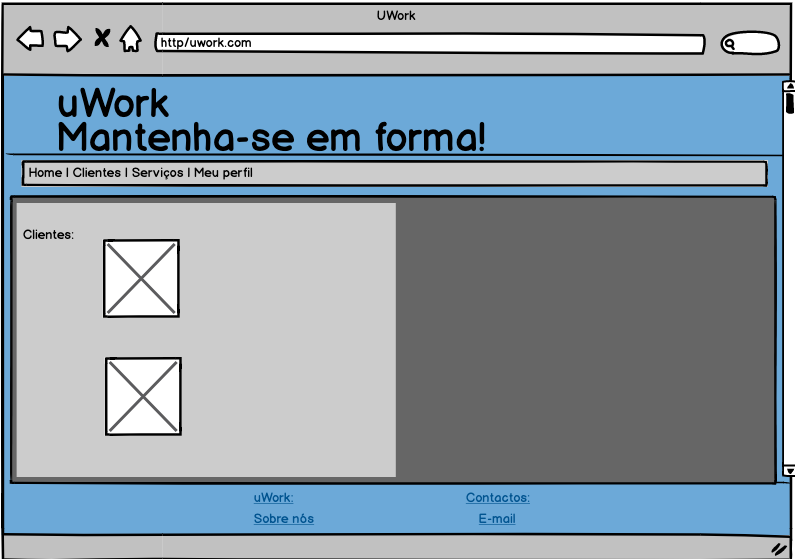 UWork
http/uwork.com
uWork
Mantenha-se em forma!
Home I Clientes I Serviços I Meu perfil
Clientes:
uWork: Contactos:
Sobre nós E-mail